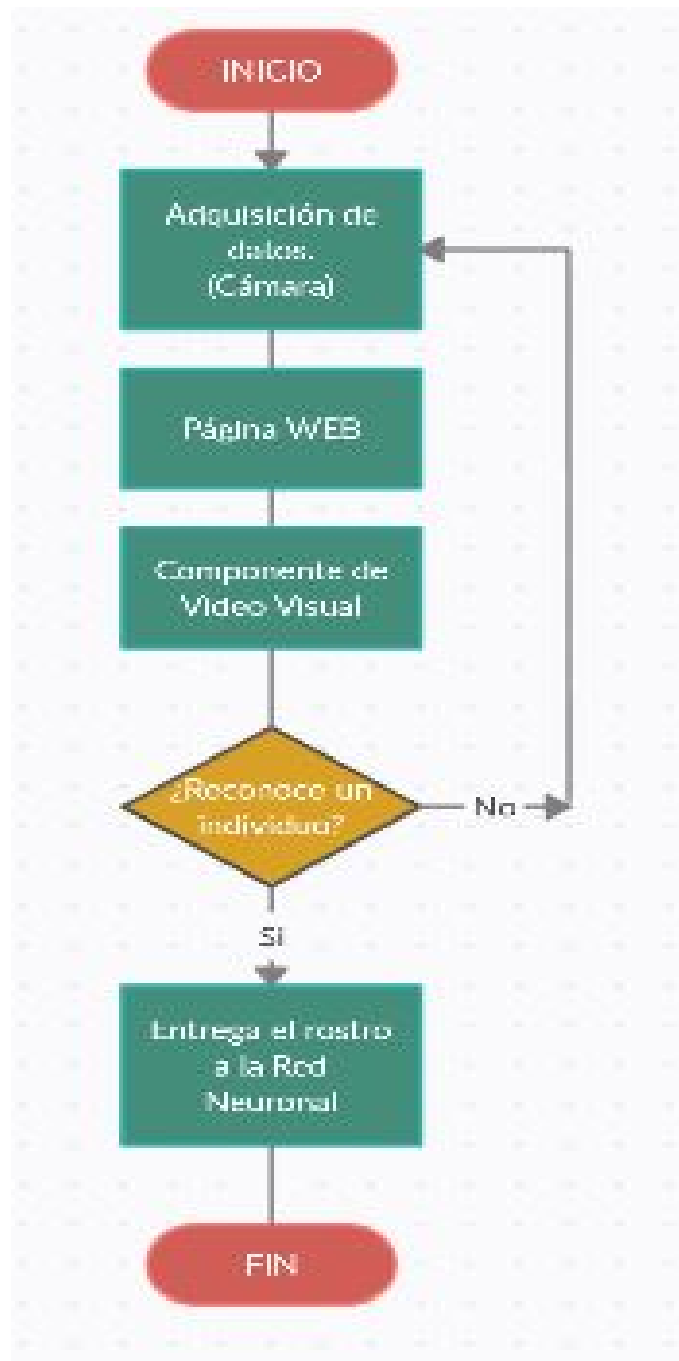 INICIO
Adquisición de
datos.
(Cámara)
Página WEB
Componente de
Video Visual
¿Reconoce un
individuo?
No
Si
Entrega el rostro
a la Red
Neuronal
FIN